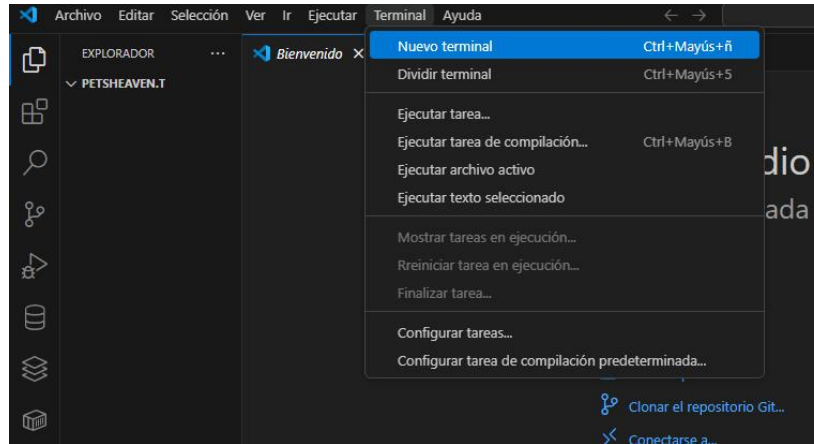 Archivo Editar Selección Ver Ir Ejecutar Terminal Ayuda
EXPLORADOR ... Bienvenido
PETSHEAVEN.T
Nuevo terminal Ctrl+Mayús+ñ
Dividir terminal Ctrl+Mayús+5
Ejecutar tarea...
Ejecutar tarea de compilación... Ctrl+Mayús+B
Ejecutar archivo activo
Ejecutar texto seleccionado
Mostrar tareas en ejecución...
Rreiniciar tarea en ejecución...
Finalizar tarea...
Configurar tareas...
Configurar tarea de compilación predeterminada...
dio
ada
Clonar el repositorio Git...
Conectarse a...